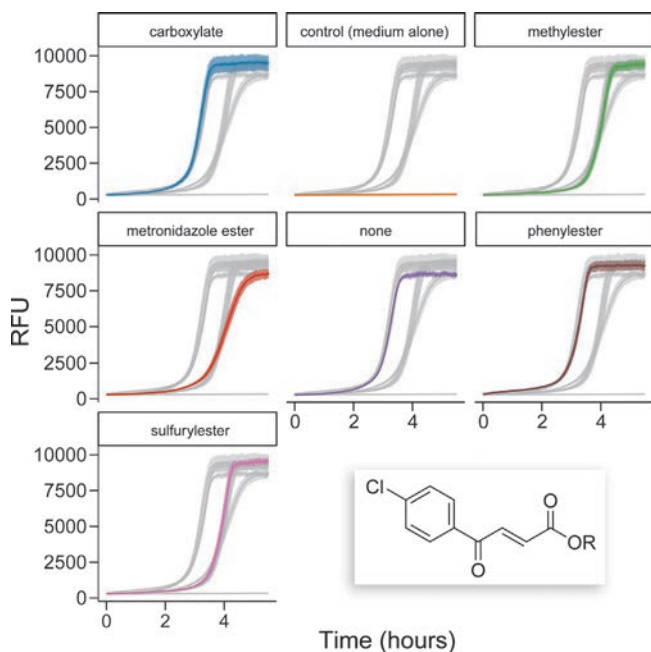 carboxylate control (medium alone) methylester
10000
7500
5000
2500
0
metronidazole ester none phenylester
10000
7500
5000
2500
0
0 2 4 0 2 4
RFU
sulfurylester
10000
7500
5000
2500
0
0 2 4
Cl
O
O
OR
Time (hours)